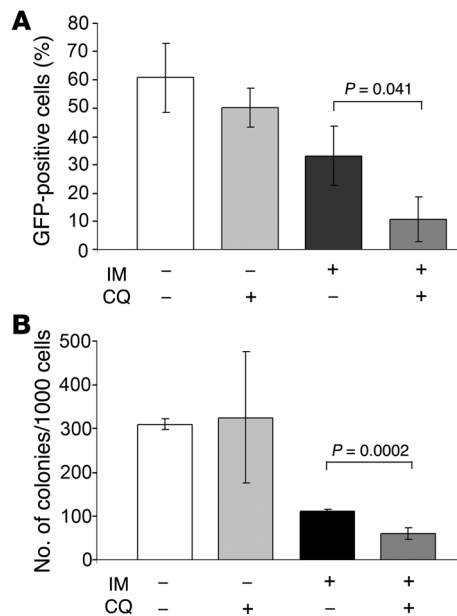 A
GFP-positive cells (%)
80
70
60
50
40
30
20
10
0
P = 0.041
IM – – + +
CQ – + – +
B
No. of colonies/1000 cells
500
400
300
200
100
0
P = 0.0002
IM – – + +
CQ – + – +